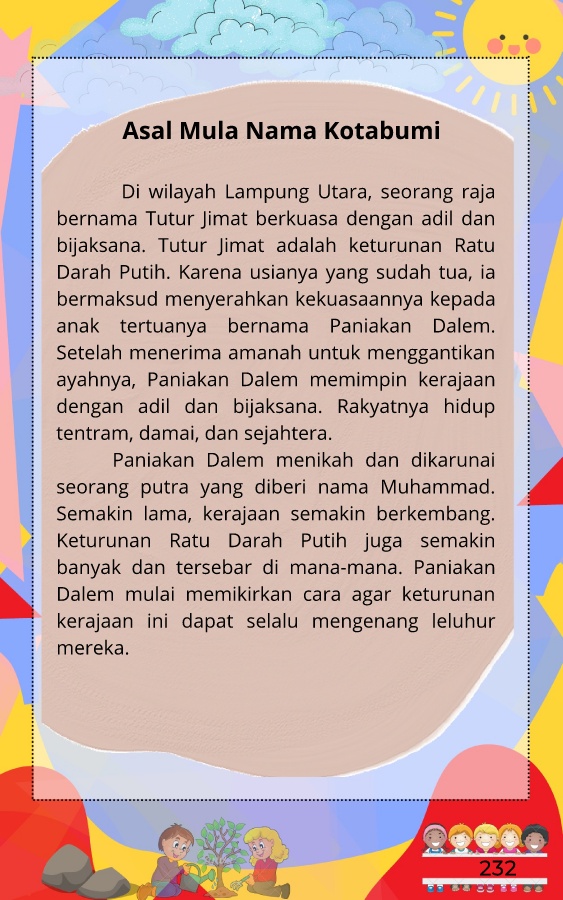 Asal Mula Nama Kotabumi
Di wilayah Lampung Utara, seorang raja
bernama Tutur Jimat berkuasa dengan adil dan
bijaksana. Tutur Jimat adalah keturunan Ratu
Darah Putih. Karena usianya yang sudah tua, ia
bermaksud menyerahkan kekuasaannya kepada
anak tertuanya bernama Paniakan Dalem.
Setelah menerima amanah untuk menggantikan
ayahnya, Paniakan Dalem memimpin kerajaan
dengan adil dan bijaksana. Rakyatnya hidup
tentram, damai, dan sejahtera.
Paniakan Dalem menikah dan dikarunai
seorang putra yang diberi nama Muhammad.
Semakin lama, kerajaan semakin berkembang.
Keturunan Ratu Darah Putih juga semakin
banyak dan tersebar di mana-mana. Paniakan
Dalem mulai memikirkan cara agar keturunan
kerajaan ini dapat selalu mengenang leluhur
mereka.
232